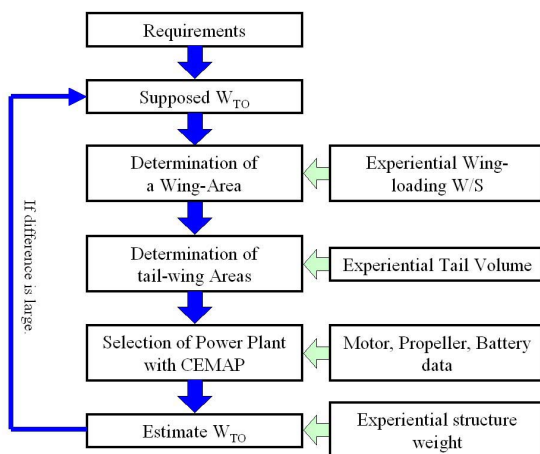 Requirements
Supposed W_TO
Determination of
a Wing-Area
Experiential Wing-
loading W/S
Determination of
tail-wing Areas
Experiential Tail Volume
Selection of Power Plant
with CEMAP
Motor, Propeller, Battery
data
Estimate W_TO
Experiential structure
weight
If difference is large.